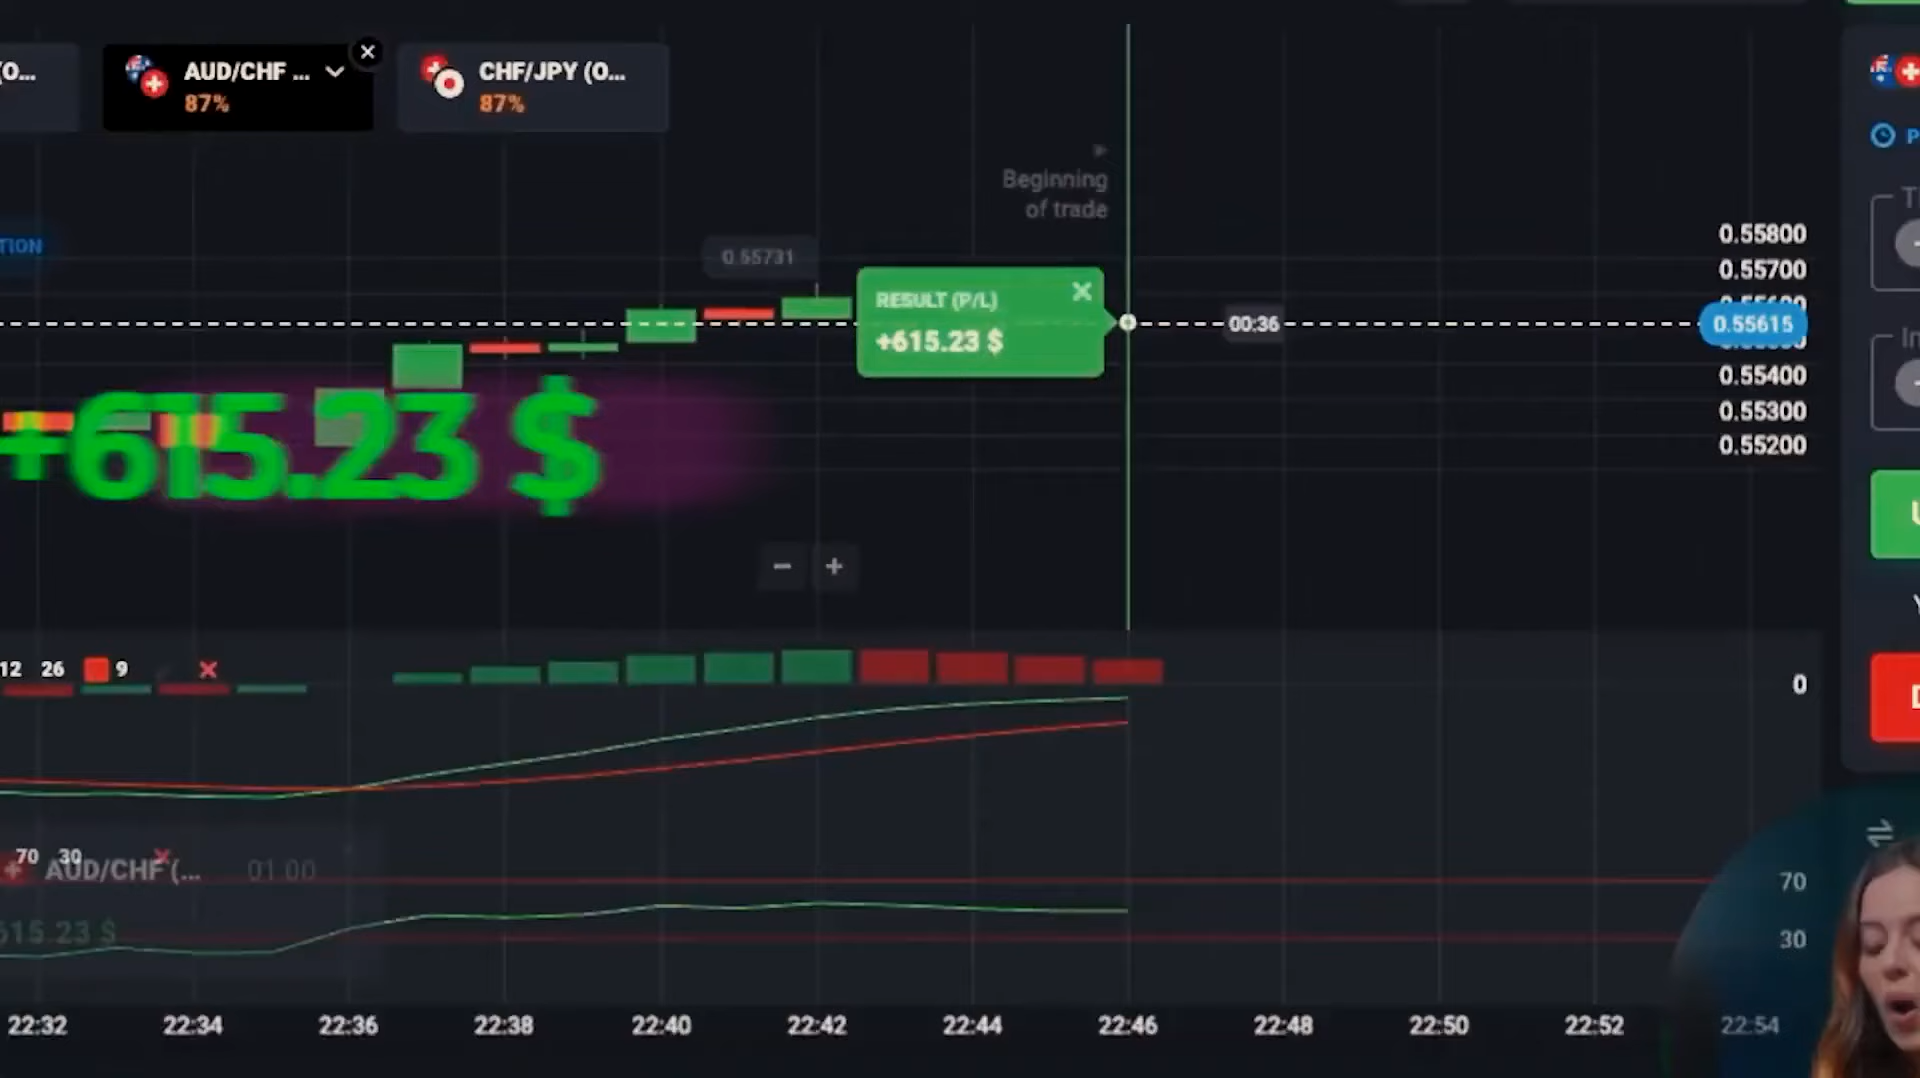 (O...
AUD/CHF ...
87%
CHF/JPY (O...
87%
Beginning
of trade
TION
0.55731
RESULT (P/L)
+615.23 $
00:36
0.55800
0.55700
0.55615
0.55400
0.55300
0.55200
+615.23 $
12 26 9
0
70 30
AUD/CHF (...
01:00
615.23 $
70
30
22:32 22:34 22:36 22:38 22:40 22:42 22:44 22:46 22:48 22:50 22:52 22:54